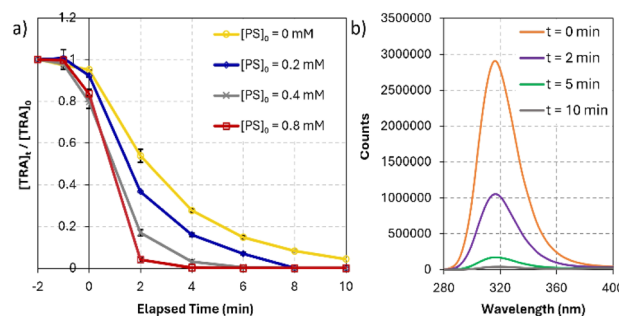 a)
[TRA]t / [TRA]0
1.2
1
0.8
0.6
0.4
0.2
0
-2 0 2 4 6 8 10
Elapsed Time (min)
[PS]0 = 0 mM
[PS]0 = 0.2 mM
[PS]0 = 0.4 mM
[PS]0 = 0.8 mM
b)
Counts
3500000
3000000
2500000
2000000
1500000
1000000
500000
0
280 320 360 400
Wavelength (nm)
t = 0 min
t = 2 min
t = 5 min
t = 10 min